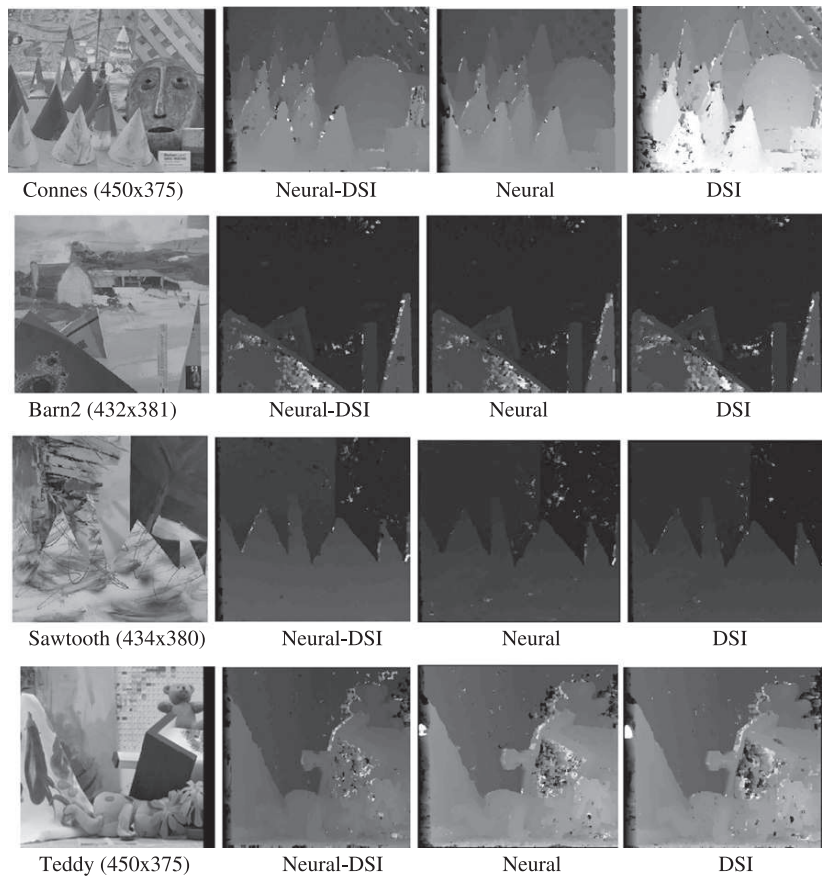 Connes (450x375) Neural-DSI Neural DSI
Barn2 (432x381) Neural-DSI Neural DSI
Sawtooth (434x380) Neural-DSI Neural DSI
Teddy (450x375) Neural-DSI Neural DSI